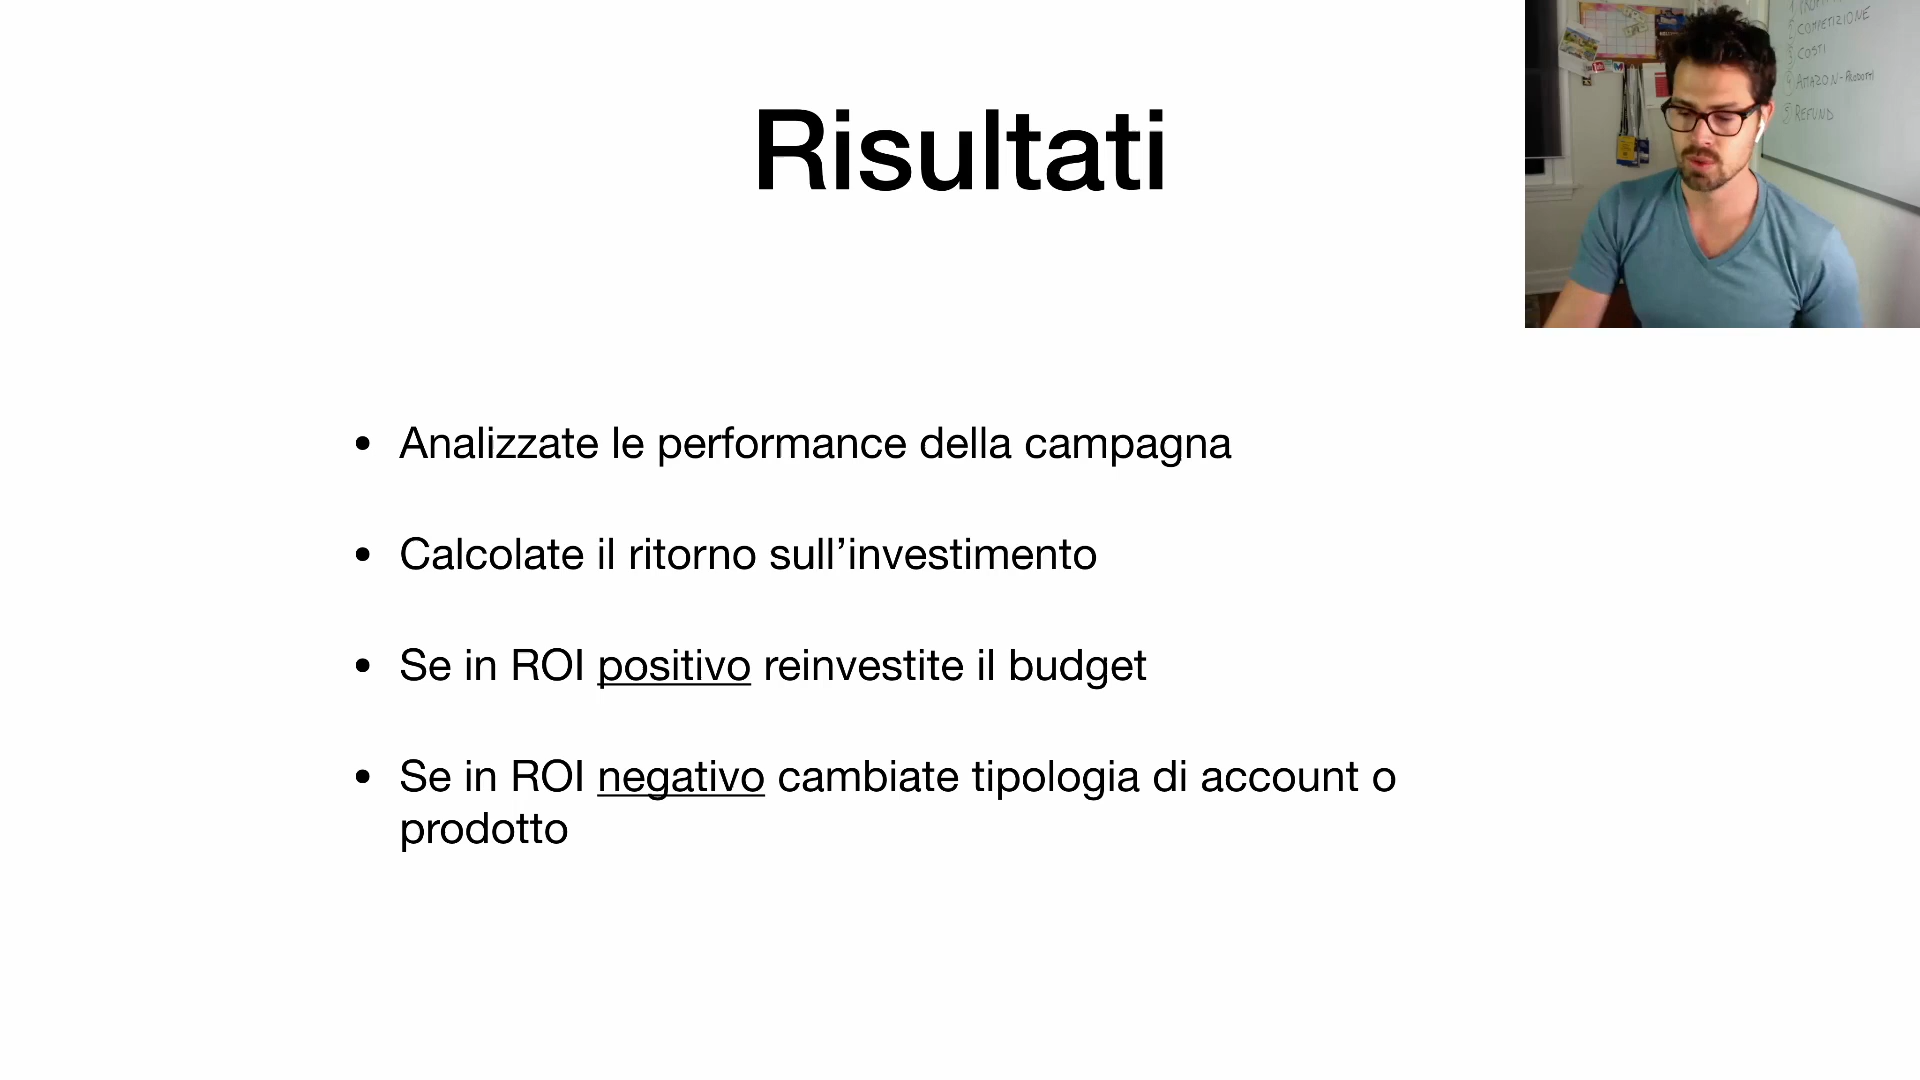 Risultati
• Analizzate le performance della campagna
• Calcolate il ritorno sull’investimento
• Se in ROI positivo reinvestite il budget
• Se in ROI negativo cambiate tipologia di account o
prodotto
COMPETIZIONE
COSTI
AMAZON-PRODOTTI
REFUND